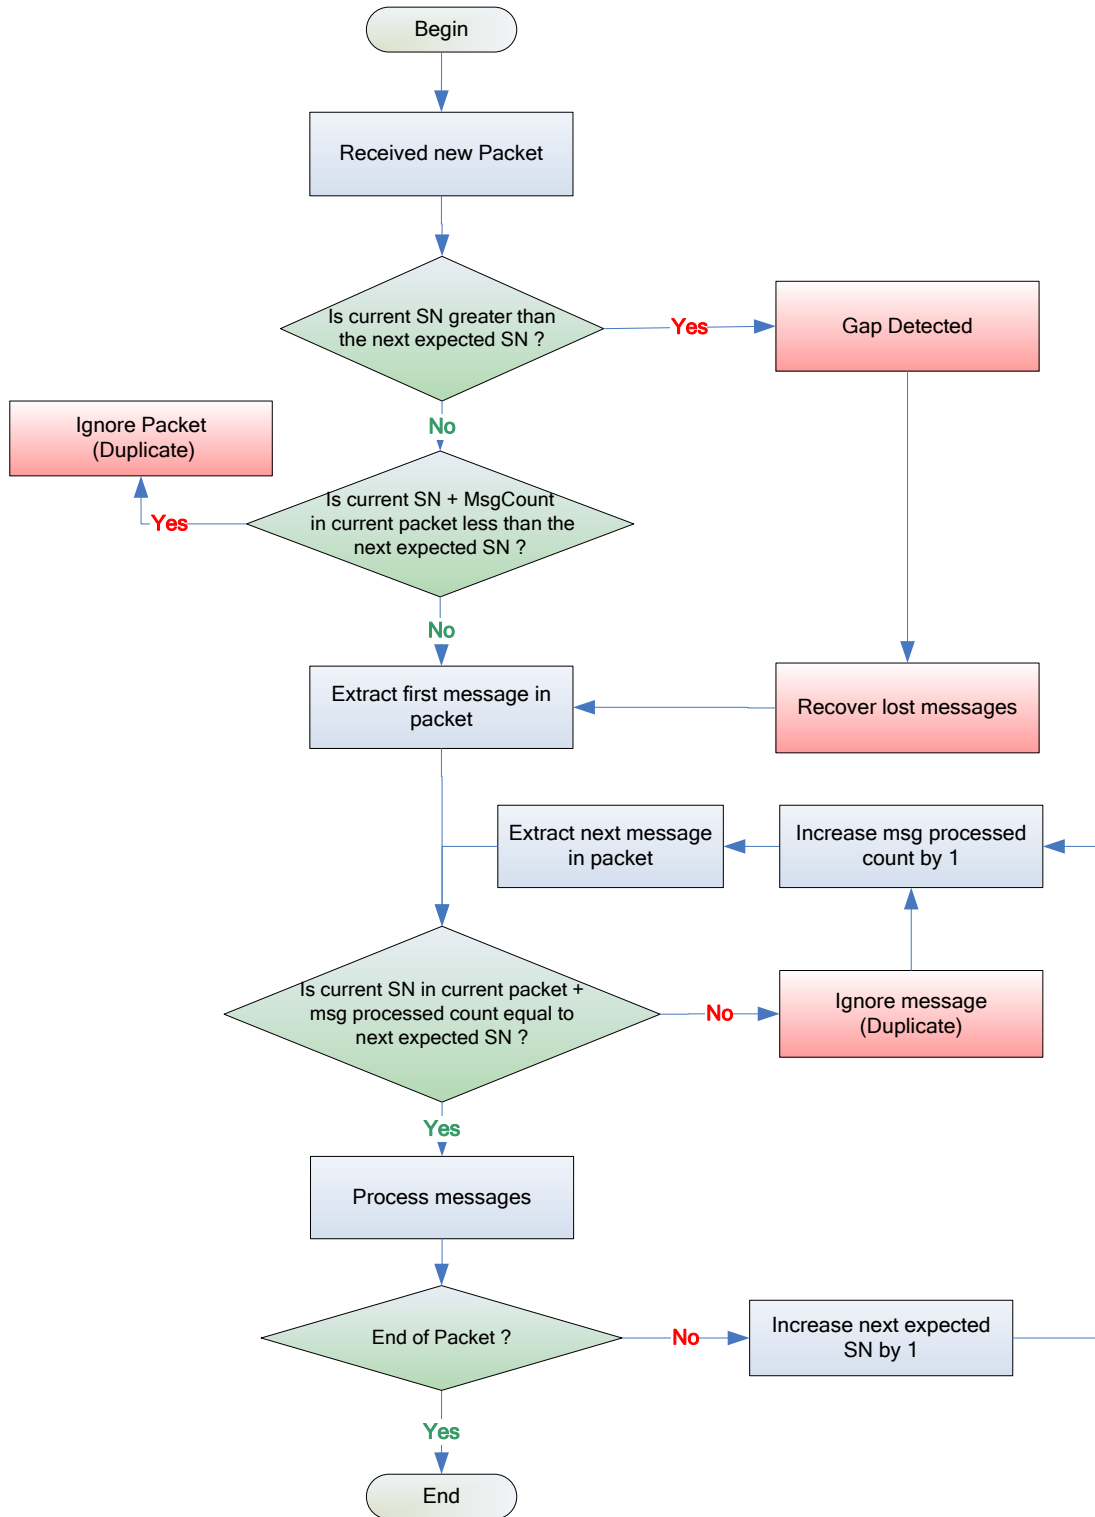 Begin
Received new Packet
Is current SN greater than
the next expected SN ?
Yes
Gap Detected
No
Ignore Packet
(Duplicate)
Is current SN + MsgCount
in current packet less than the
next expected SN ?
Yes
No
Extract first message in
packet
Recover lost messages
Extract next message
in packet
Increase msg processed
count by 1
Is current SN in current packet +
msg processed count equal to
next expected SN ?
No
Ignore message
(Duplicate)
Yes
Process messages
End of Packet ?
No
Increase next expected
SN by 1
Yes
End